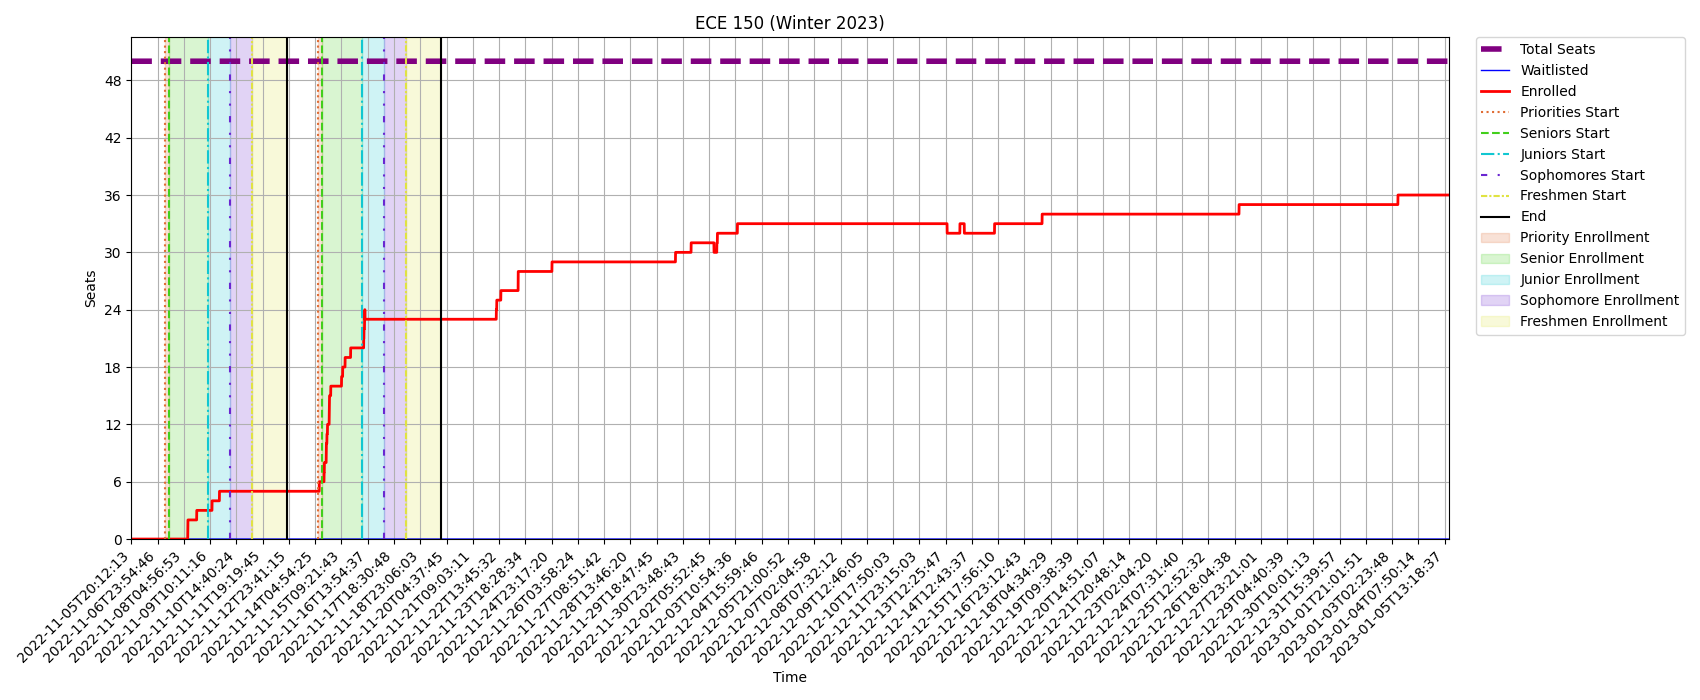 ECE 150 (Winter 2023)
Total Seats
Waitlisted
Enrolled
Priorities Start
Seniors Start
Juniors Start
Sophomores Start
Freshmen Start
End
Priority Enrollment
Senior Enrollment
Junior Enrollment
Sophomore Enrollment
Freshmen Enrollment
Seats
48
42
36
30
24
18
12
6
0
2022-11-05T20:12:13
2022-11-06T23:54:46
2022-11-08T04:56:53
2022-11-09T10:11:16
2022-11-10T14:40:24
2022-11-11T19:19:45
2022-11-12T23:41:15
2022-11-14T04:54:25
2022-11-15T09:21:43
2022-11-16T13:54:37
2022-11-17T18:30:48
2022-11-18T23:06:03
2022-11-20T04:37:45
2022-11-21T09:03:11
2022-11-22T13:45:32
2022-11-23T18:28:34
2022-11-24T23:17:20
2022-11-26T03:58:24
2022-11-27T08:51:42
2022-11-28T13:46:20
2022-11-29T18:47:45
2022-11-30T23:48:43
2022-12-02T05:52:45
2022-12-03T10:54:36
2022-12-04T15:59:46
2022-12-05T21:00:52
2022-12-07T02:04:58
2022-12-08T07:32:12
2022-12-09T12:46:05
2022-12-10T17:50:03
2022-12-11T23:15:03
2022-12-13T12:25:47
2022-12-14T12:43:37
2022-12-15T17:56:10
2022-12-16T23:12:43
2022-12-18T04:34:29
2022-12-19T09:38:39
2022-12-20T14:51:07
2022-12-21T20:48:14
2022-12-23T02:04:20
2022-12-24T07:31:40
2022-12-25T12:52:32
2022-12-26T18:04:38
2022-12-27T23:21:01
2022-12-29T04:40:39
2022-12-30T10:01:13
2022-12-31T15:39:57
2023-01-01T21:01:51
2023-01-03T02:23:48
2023-01-04T07:50:14
2023-01-05T13:18:37
Time